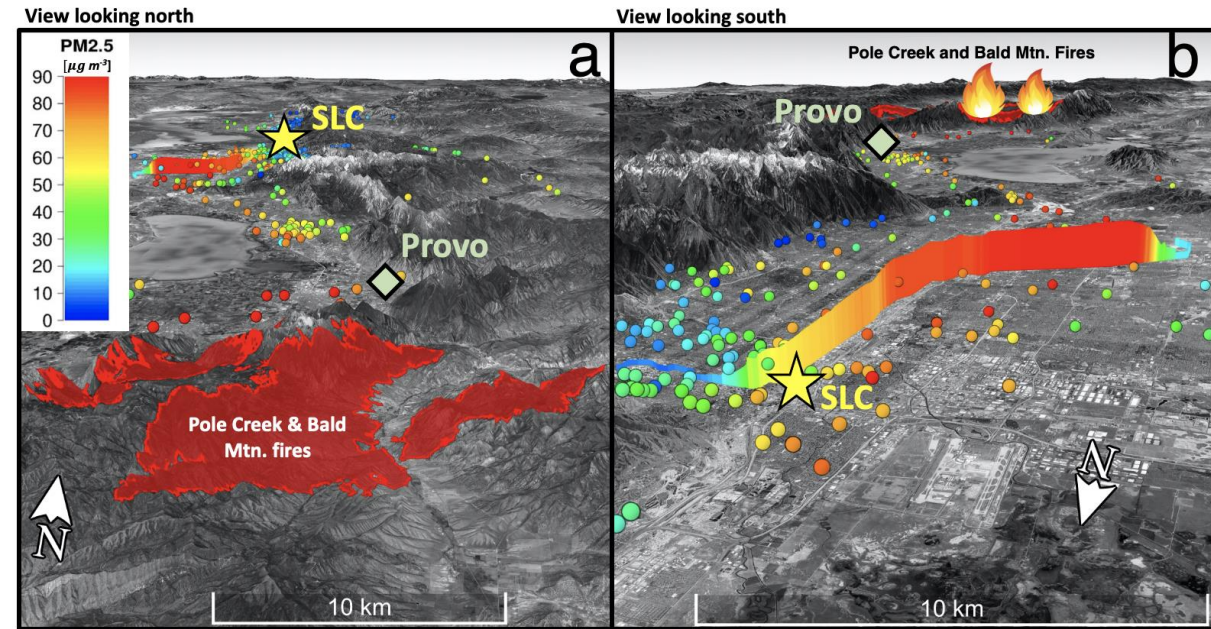 View looking north
PM2.5
[µg m⁻³]
90
80
70
60
50
40
30
20
10
0
a
SLC
Provo
Pole Creek & Bald
Mtn. fires
N
10 km
View looking south
Pole Creek and Bald Mtn. Fires
b
Provo
SLC
N
10 km